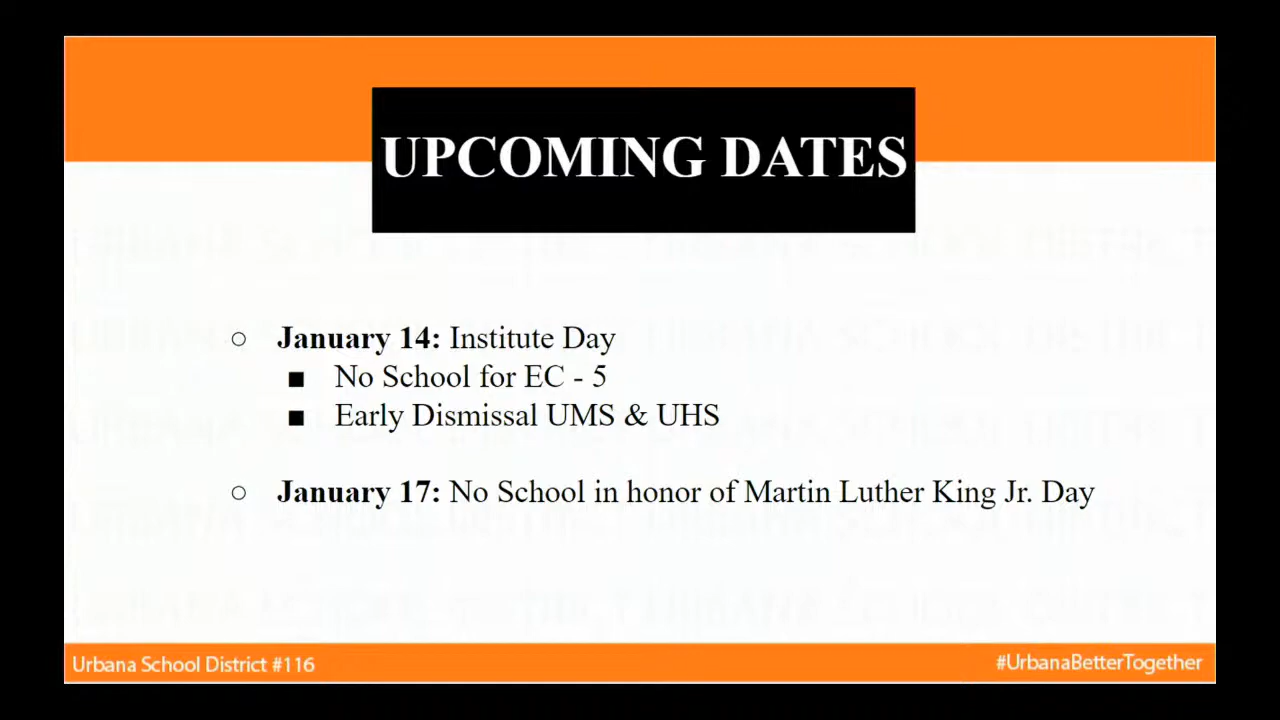 UPCOMING DATES
○ January 14: Institute Day
■ No School for EC - 5
■ Early Dismissal UMS & UHS
○ January 17: No School in honor of Martin Luther King Jr. Day
Urbana School District #116
#UrbanaBetterTogether